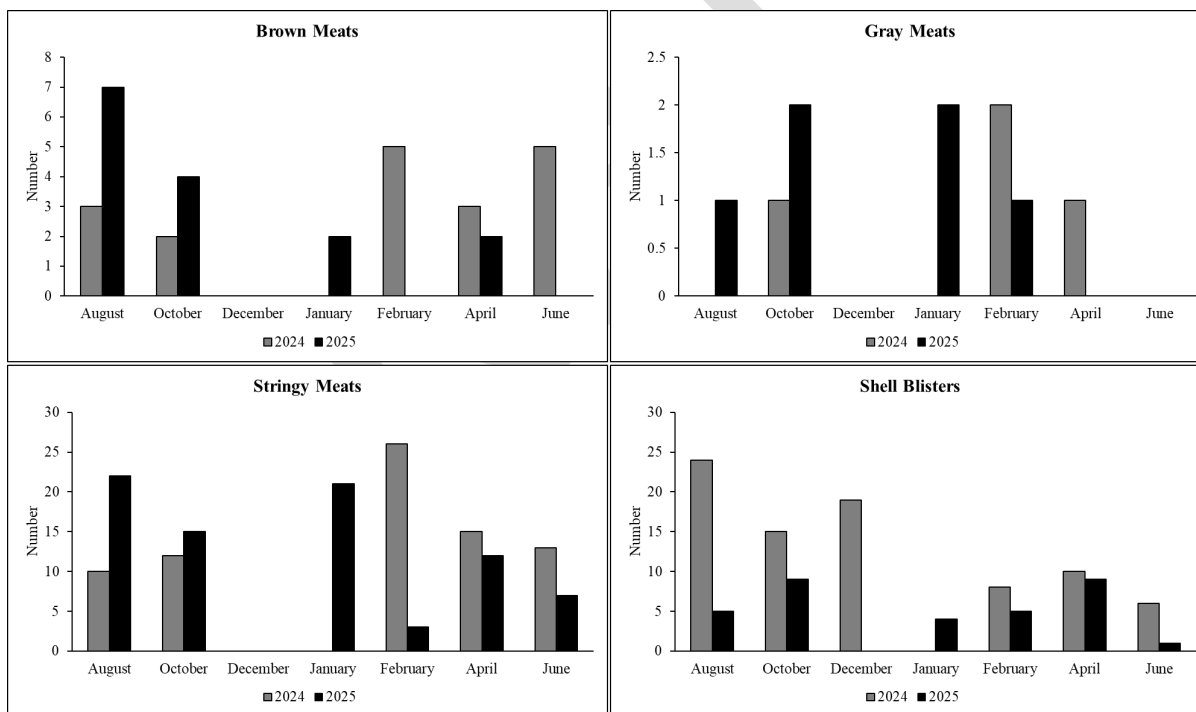 Brown Meats
8
7
6
5
4
3
2
1
0
Number
August October December January February April June
2024 2025
Gray Meats
2.5
2
1.5
1
0.5
0
Number
August October December January February April June
2024 2025
Stringy Meats
30
25
20
15
10
5
0
Number
August October December January February April June
2024 2025
Shell Blisters
30
25
20
15
10
5
0
Number
August October December January February April June
2024 2025